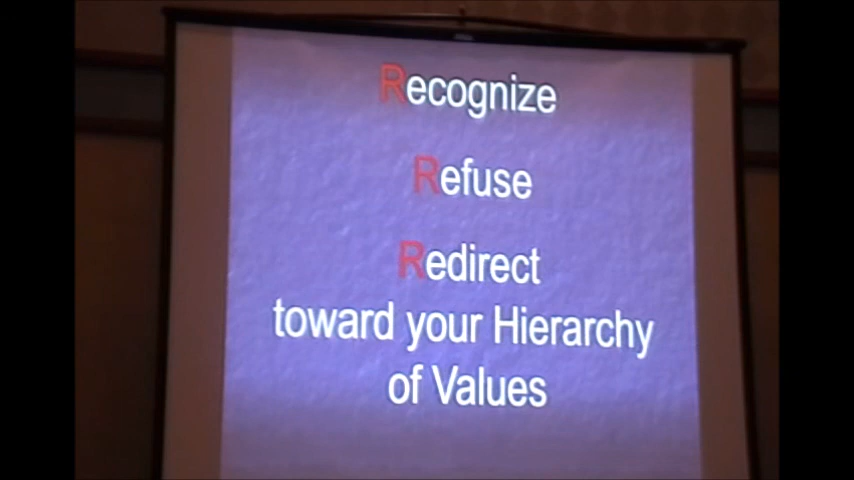 Recognize
Refuse
Redirect
toward your Hierarchy
of Values